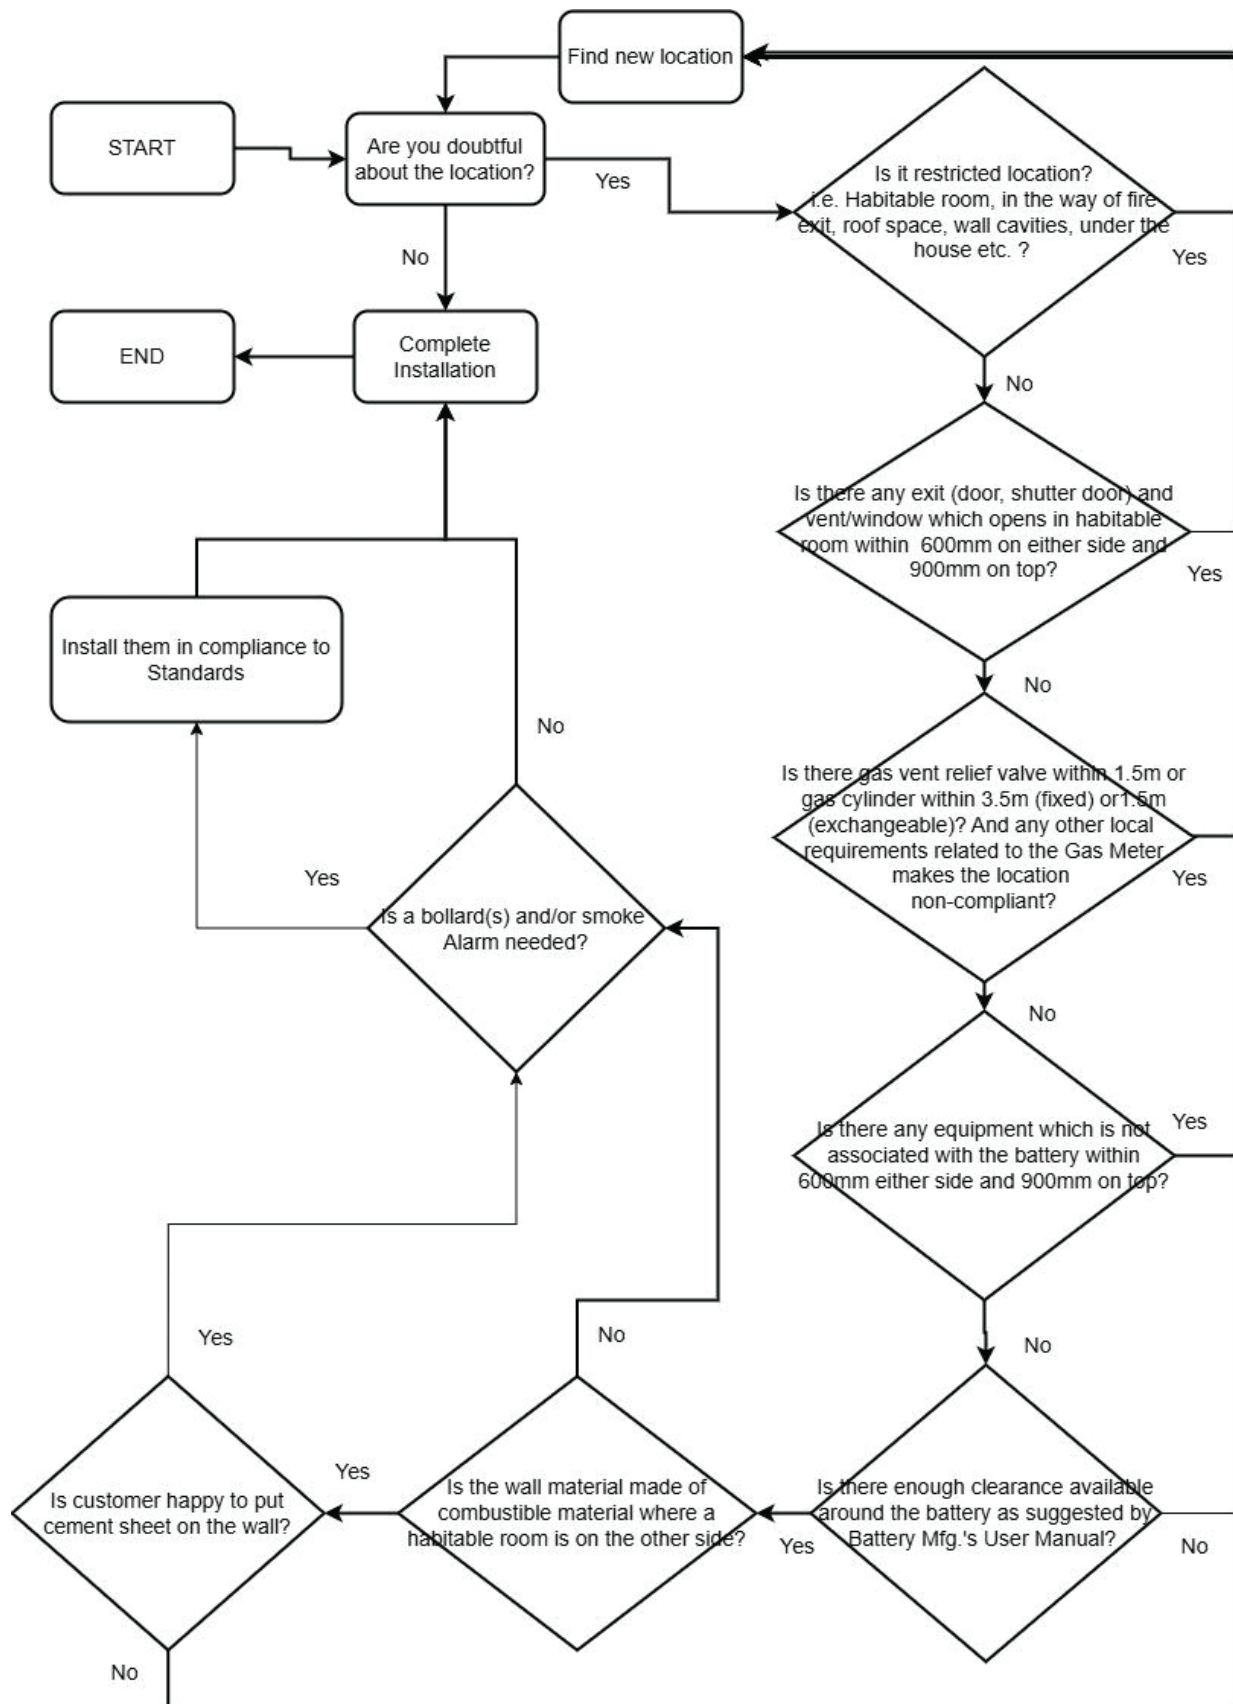 Find new location
START
Are you doubtful
about the location?
Yes
No
Is it restricted location?
i.e. Habitable room, in the way of fire
exit, roof space, wall cavities, under the
house etc. ?
Yes
No
END
Complete
Installation
Is there any exit (door, shutter door) and
vent/window which opens in habitable
room within 600mm on either side and
900mm on top?
Yes
No
Install them in compliance to
Standards
No
Yes
Is there gas vent relief valve within 1.5m or
gas cylinder within 3.5m (fixed) or1.5m
(exchangeable)? And any other local
requirements related to the Gas Meter
makes the location
non-compliant?
Yes
No
Is a bollard(s) and/or smoke
Alarm needed?
Is there any equipment which is not
associated with the battery within
600mm either side and 900mm on top?
Yes
No
Yes
No
Is customer happy to put
cement sheet on the wall?
Yes
Is the wall material made of
combustible material where a
habitable room is on the other side?
Yes
Is there enough clearance available
around the battery as suggested by
Battery Mfg.'s User Manual?
No
No